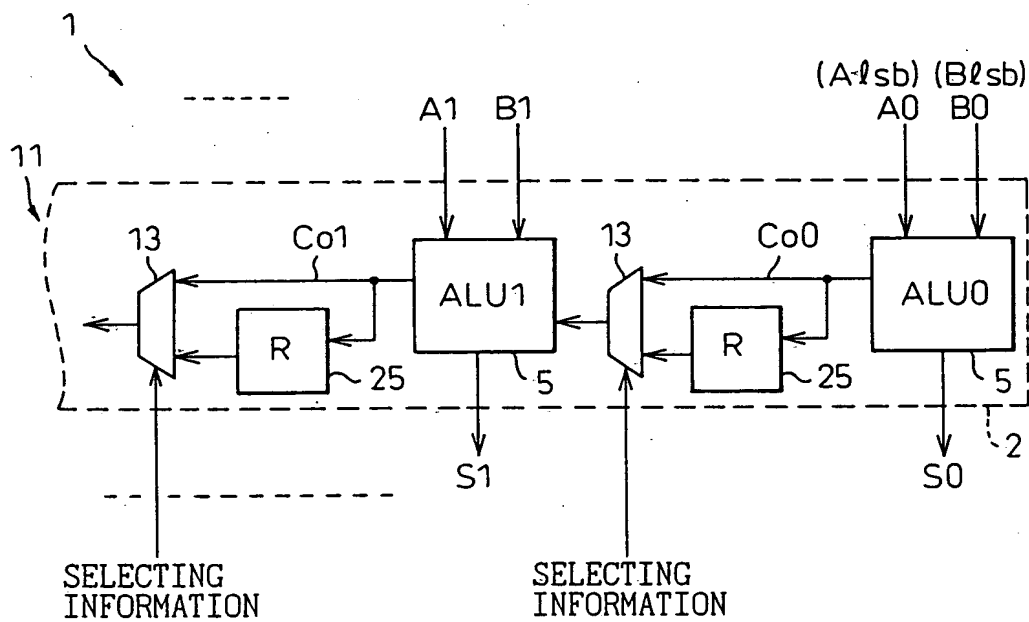 1
(A-lsb) (Blsb)
A1 B1 A0 B0
11
13 Co1 13 Co0
ALU1 ALU0
R 25 5 R 25 5
2
S1 S0
SELECTING
INFORMATION
SELECTING
INFORMATION